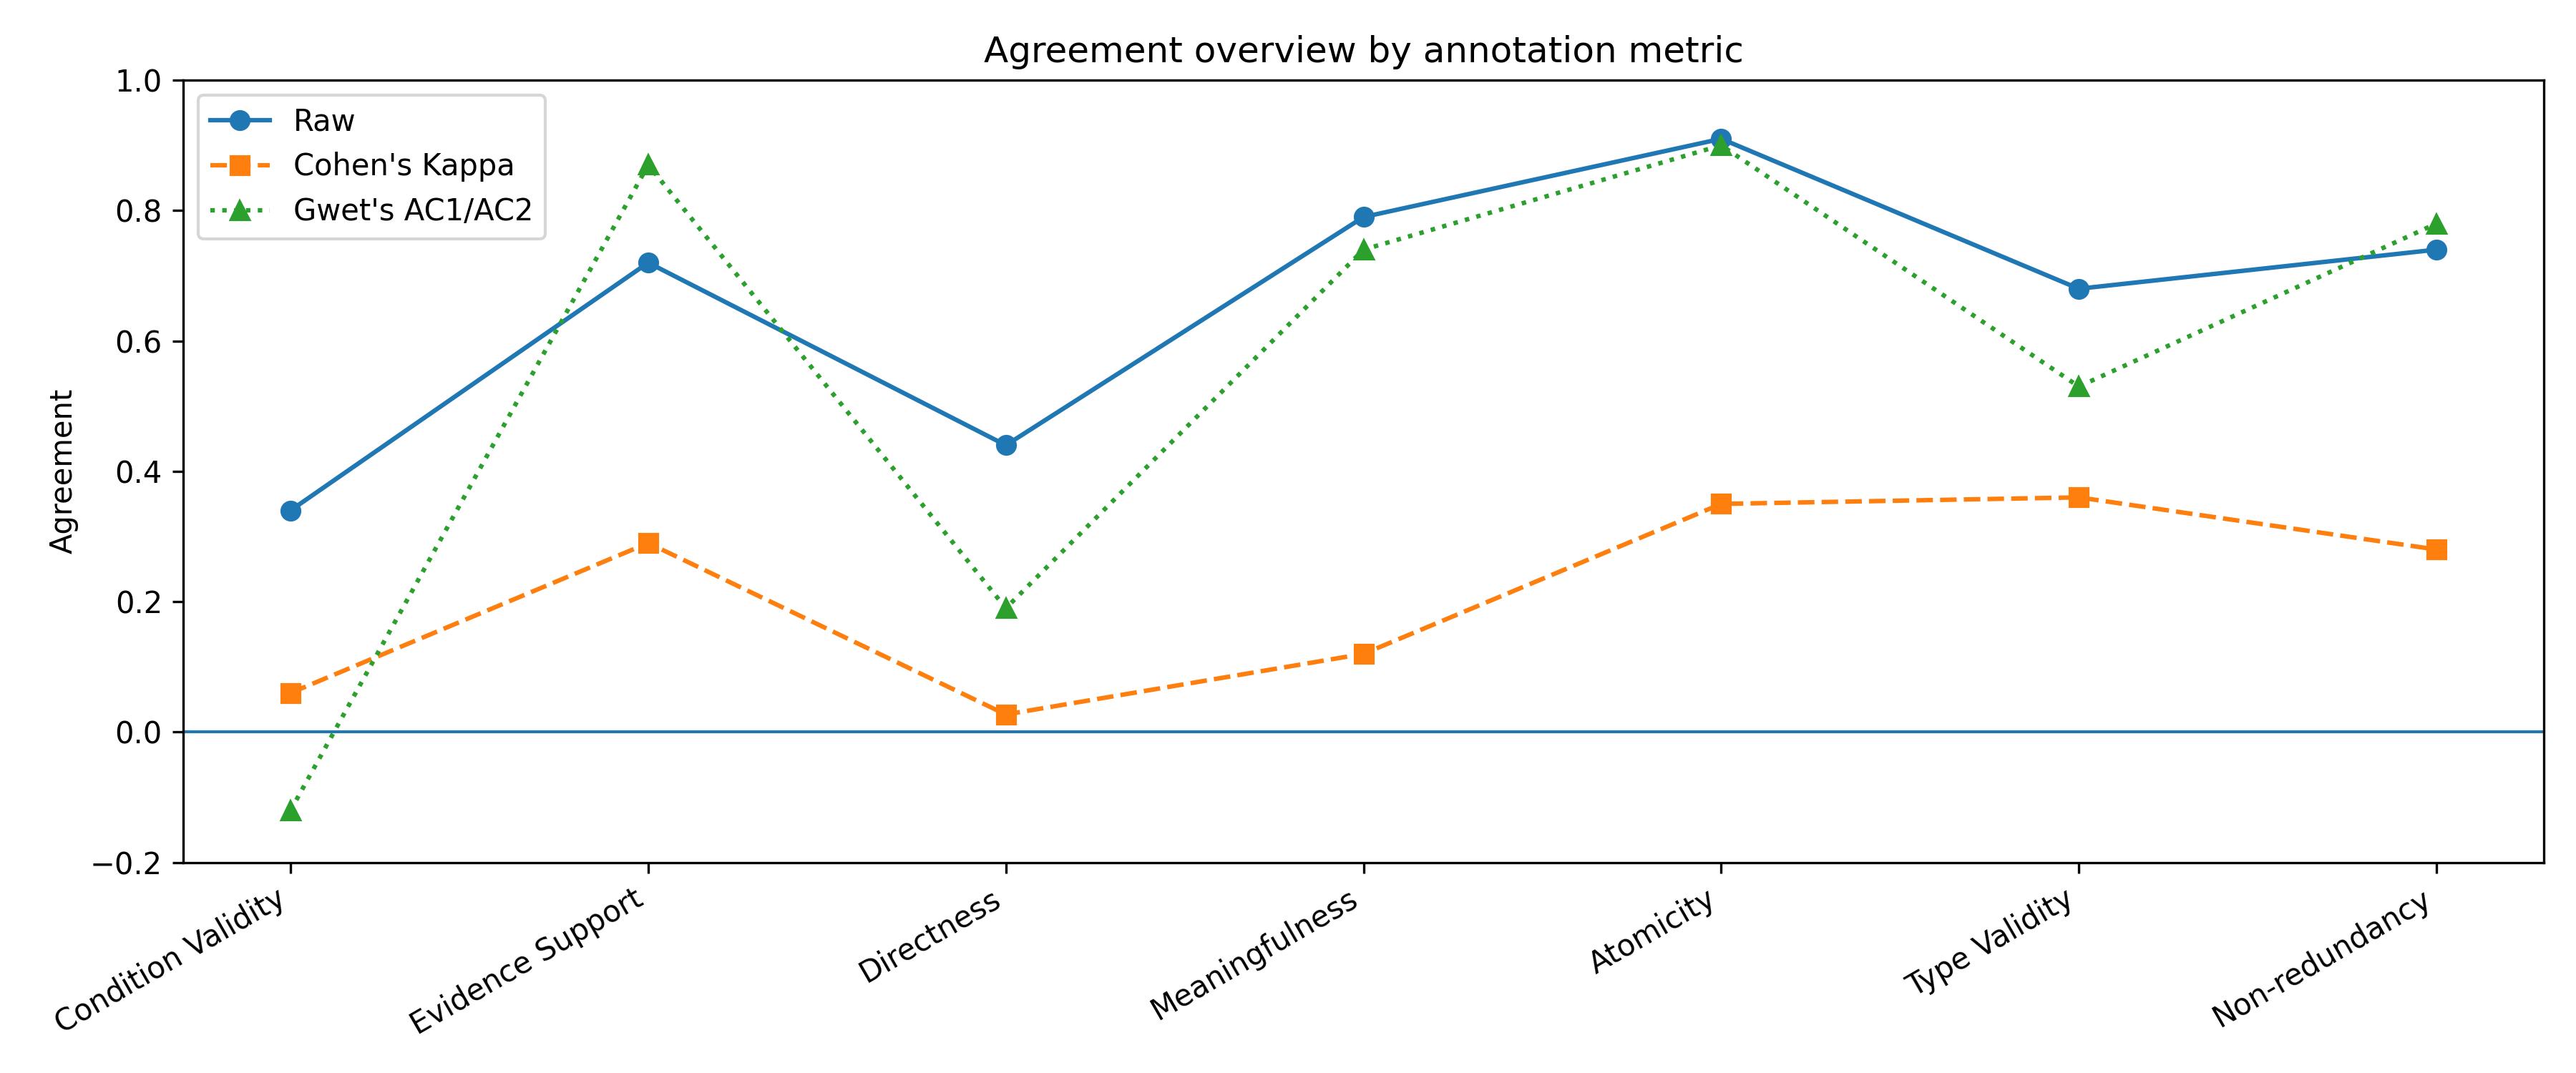 Agreement overview by annotation metric
1.0
0.8
0.6
0.4
0.2
0.0
−0.2
Agreement
Raw
Cohen's Kappa
Gwet's AC1/AC2
Condition Validity
Evidence Support
Directness
Meaningfulness
Atomicity
Type Validity
Non-redundancy